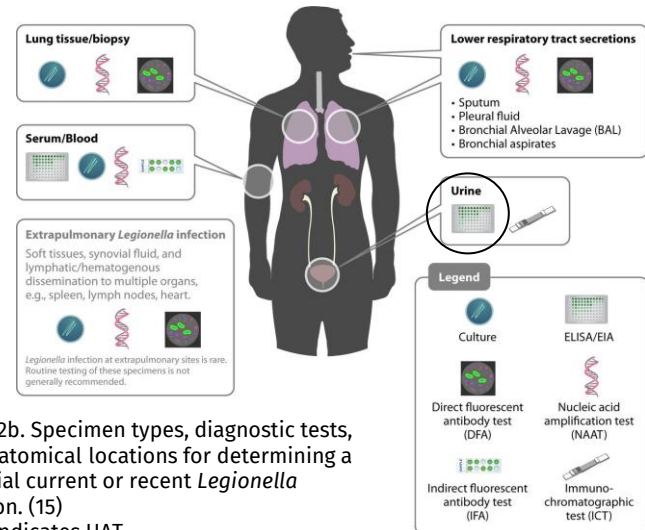 Lung tissue/biopsy
Lower respiratory tract secretions
• Sputum
• Pleural fluid
• Bronchial Alveolar Lavage (BAL)
• Bronchial aspirates
Serum/Blood
Urine
Extrapulmonary Legionella infection
Soft tissues, synovial fluid, and
lymphatic/hematogenous
dissemination to multiple organs,
e.g., spleen, lymph nodes, heart.
Legionella infection at extrapulmonary sites is rare.
Routine testing of these specimens is not
generally recommended.
Legend
Culture
ELISA/EIA
Direct fluorescent
antibody test
(DFA)
Nucleic acid
amplification test
(NAAT)
Indirect fluorescent
antibody test
(IFA)
Immuno-
chromatographic
test (ICT)
2b. Specimen types, diagnostic tests,
atomical locations for determining a
ial current or recent Legionella
on. (15)
ndicates UAT